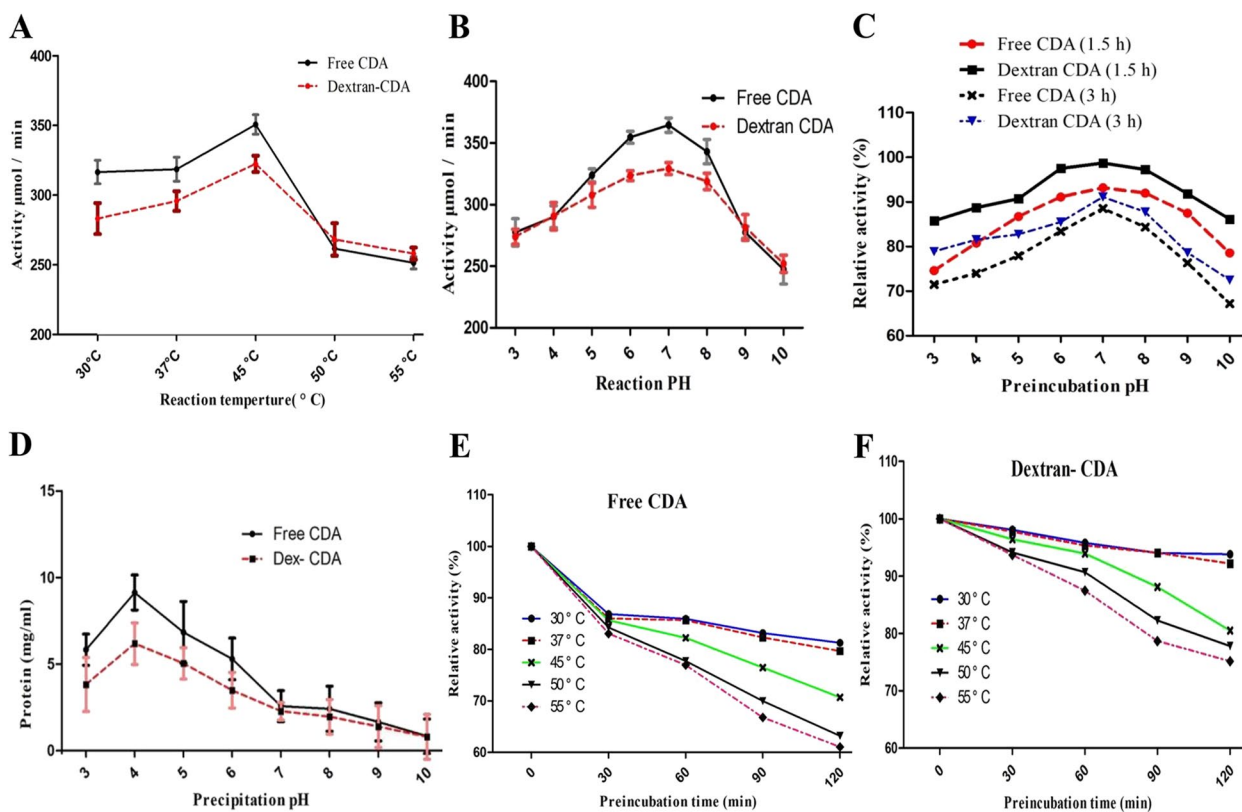 A
Free CDA
Dextran-CDA
Activity µmol / min
400
350
300
250
200
30°C
37°C
45 °C
50 °C
55 °C
Reaction temperture( ° C)
B
Free CDA
Dextran CDA
Activity µmol / min
400
350
300
250
200
3
4
5
6
7
8
9
10
Reaction PH
C
Free CDA (1.5 h)
Dextran CDA (1.5 h)
Free CDA (3 h)
Dextran CDA (3 h)
Relative activity (%)
110
100
90
80
70
60
3
4
5
6
7
8
9
10
Preincubation pH
D
Free CDA
Dex- CDA
Protein (mg/ml)
15
10
5
0
3
4
5
6
7
8
9
10
Precipitation pH
E
Free CDA
Relative activity (%)
110
100
90
80
70
60
30° C
37° C
45° C
50° C
55° C
0
30
60
90
120
Preincubation time (min)
F
Dextran- CDA
Relative activity (%)
110
100
90
80
70
60
30° C
37° C
45° C
50° C
55° C
0
30
60
90
120
Preincubation time (min)